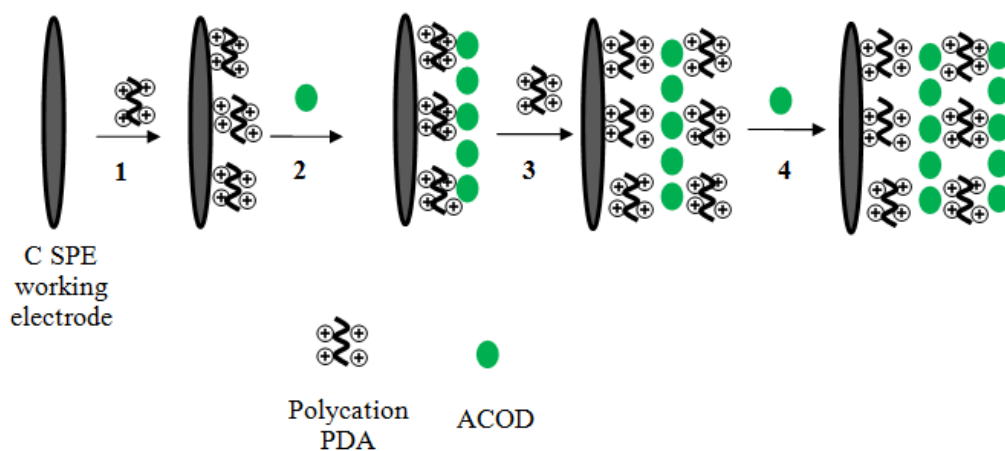 1
2
3
4
C SPE
working
electrode
Polycation
PDA
ACOD